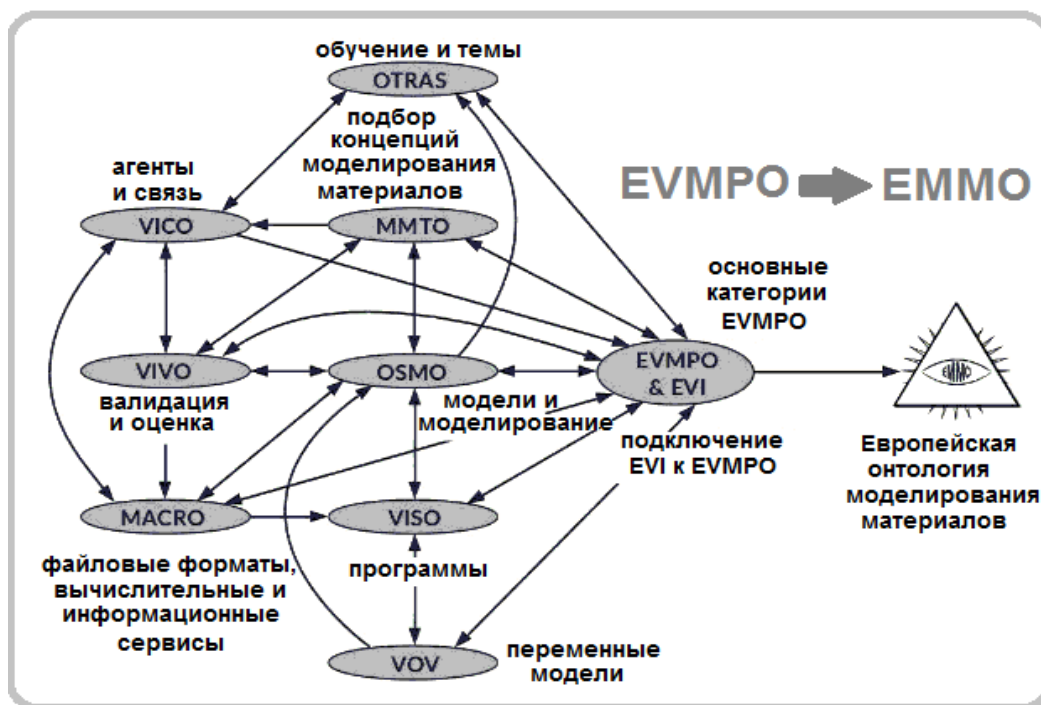 обучение и темы
OTRAS
подбор
концепций
моделирования
материалов
агенты
и связь
VICO
MMTO
EVMPO
EMMO
основные
категории
EVMPO
VIVO
OSMO
EVMPO
& EVI
EMMO
валидация
и оценка
модели и
моделирование
подключение
EVI к EVMPO
Европейская
онтология
моделирования
материалов
MACRO
VISO
файловые форматы,
вычислительные и
информационные
сервисы
программы
VOV
переменные
модели